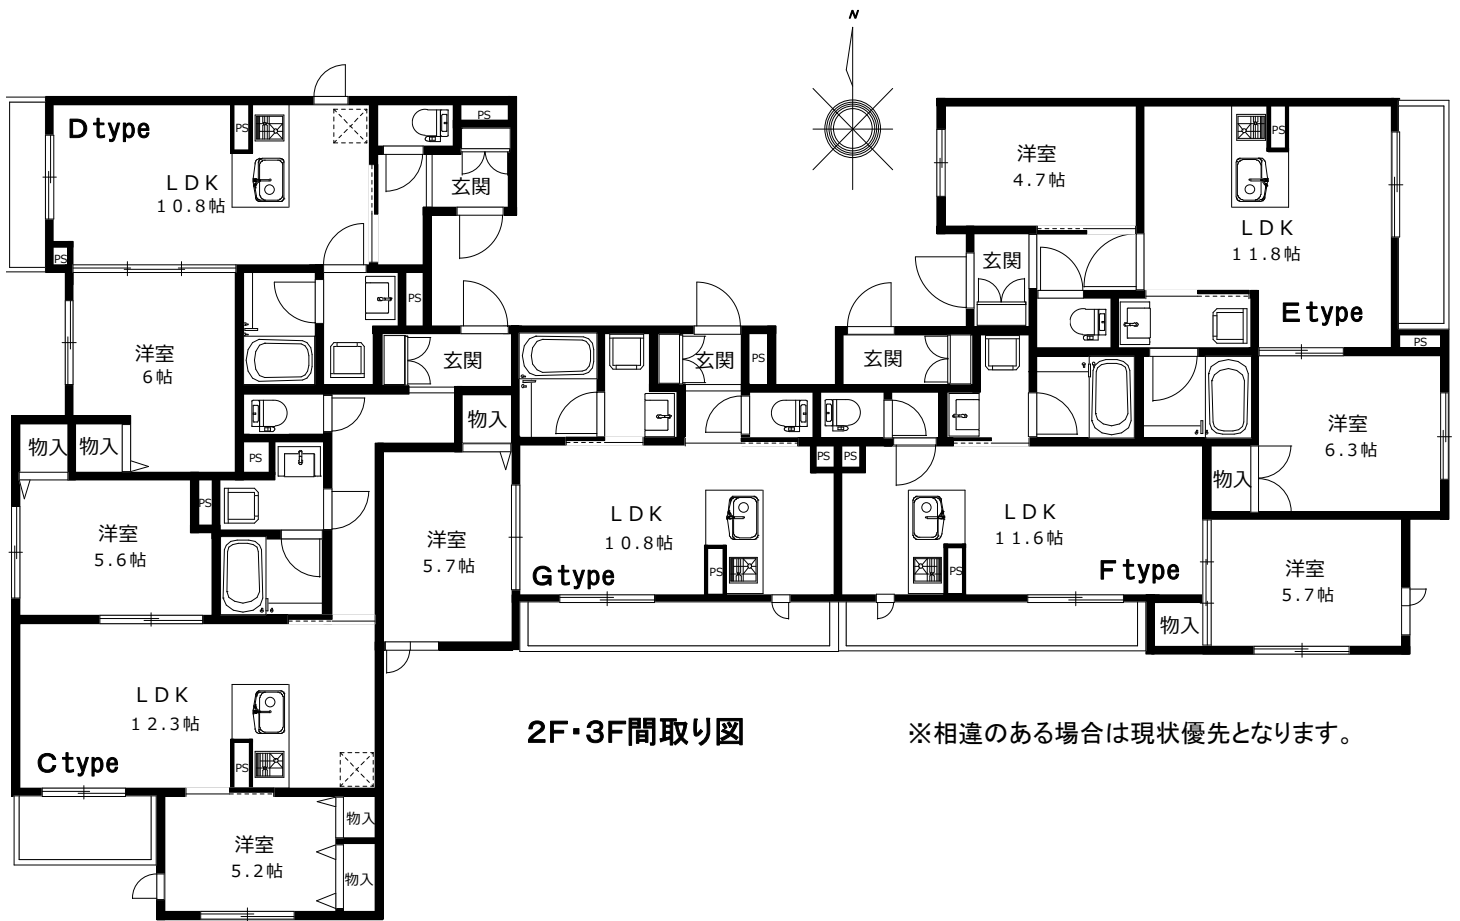 N
D type
LDK
10.8帖
PS
PS
玄関
PS
PS
洋室
6帖
物入
物入
PS
玄関
物入
PS
PS
洋室
5.6帖
洋室
5.7帖
LDK
12.3帖
C type
PS
洋室
5.2帖
物入
物入
玄関
PS
LDK
10.8帖
G type
PS
PS
玄関
PS
LDK
11.6帖
F type
PS
洋室
4.7帖
玄関
PS
LDK
11.8帖
E type
PS
洋室
6.3帖
物入
洋室
5.7帖
物入
2F・3F間取り図
※相違のある場合は現状優先となります。